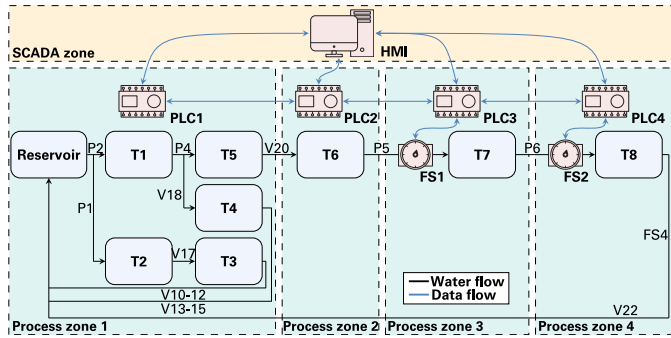 SCADA zone
HMI
PLC1
PLC2
PLC3
PLC4
Reservoir
P2
T1
P4
T5
V20
T6
P5
FS1
T7
P6
FS2
T8
V18
T4
P1
FS4
T2
V17
T3
Water flow
Data flow
V10-12
V13-15
V22
Process zone 1
Process zone 2
Process zone 3
Process zone 4